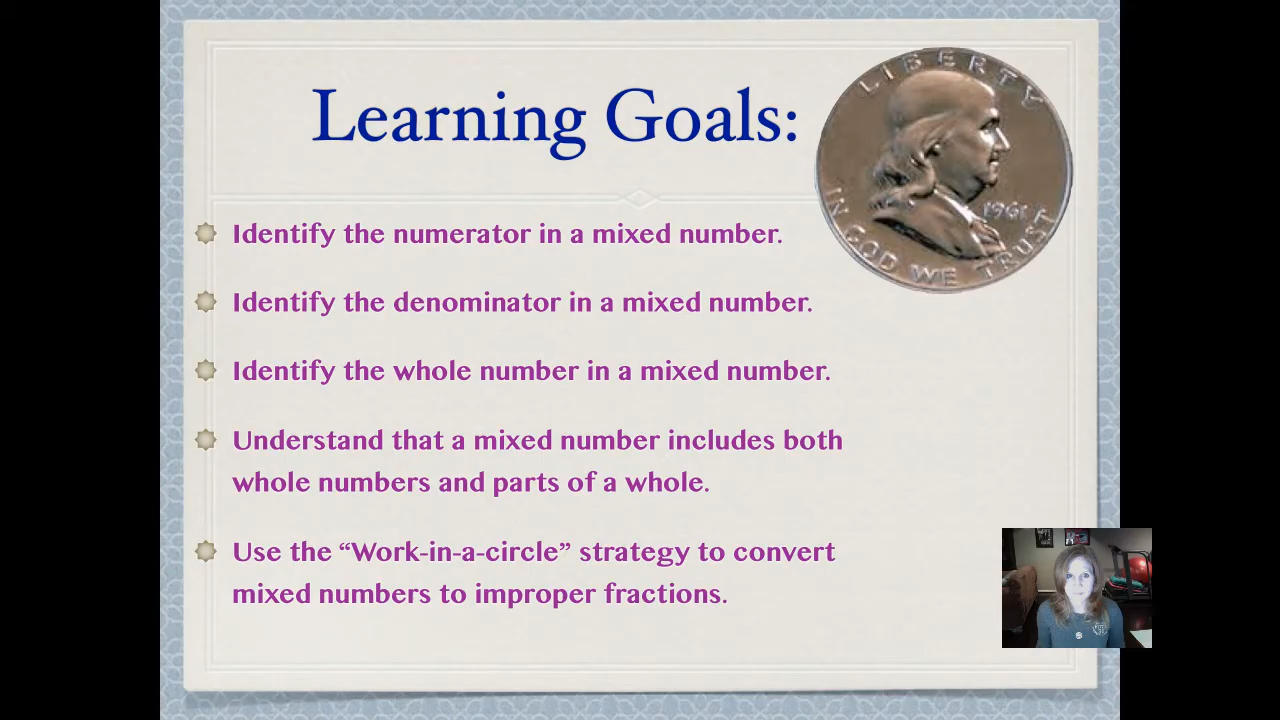 Learning Goals:
LIBERTY
1961
IN GOD WE TRUST
Identify the numerator in a mixed number.
Identify the denominator in a mixed number.
Identify the whole number in a mixed number.
Understand that a mixed number includes both
whole numbers and parts of a whole.
Use the “Work-in-a-circle” strategy to convert
mixed numbers to improper fractions.